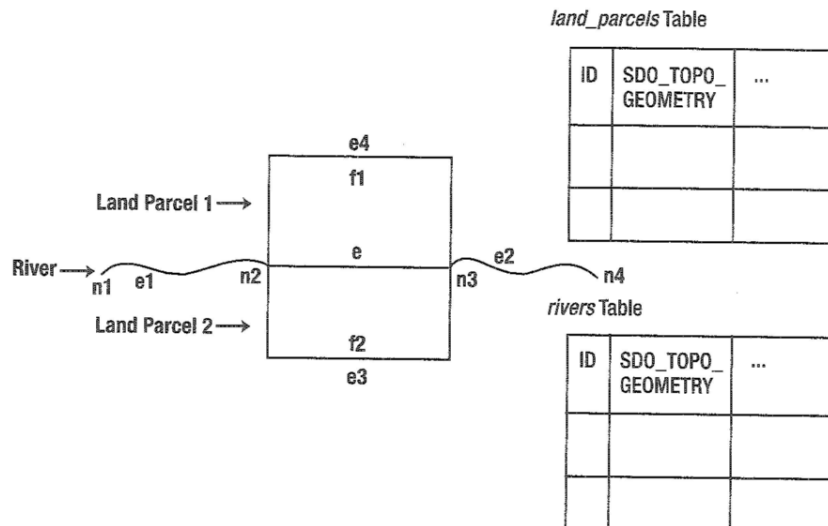 land_parcels Table
ID SDO_TOPO_ ...
GEOMETRY
e4
f1
Land Parcel 1
e
River
n1 e1 n2
n3 e2 n4
Land Parcel 2
f2
e3
rivers Table
ID SDO_TOPO_ ...
GEOMETRY